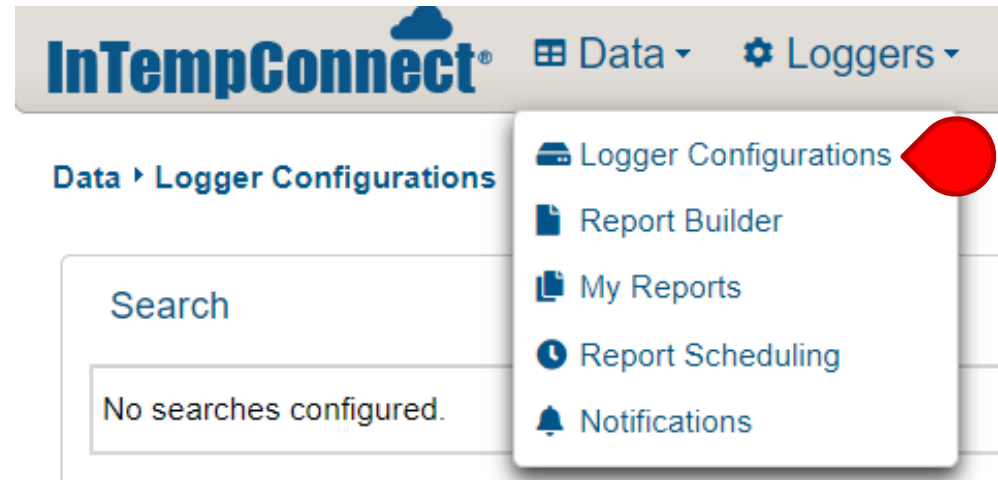 InTempConnect® Data Loggers
Logger Configurations
Data Logger Configurations
Report Builder
My Reports
Search
Report Scheduling
No searches configured.
Notifications